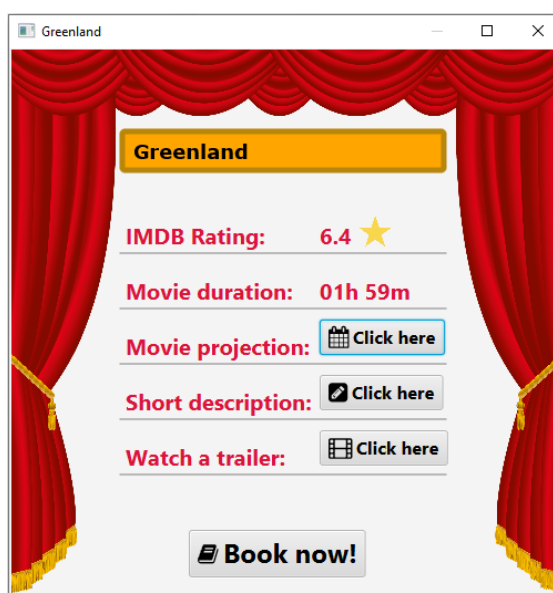 Greenland
Greenland
IMDB Rating: 6.4
Movie duration: 01h 59m
Movie projection: Click here
Short description: Click here
Watch a trailer: Click here
Book now!